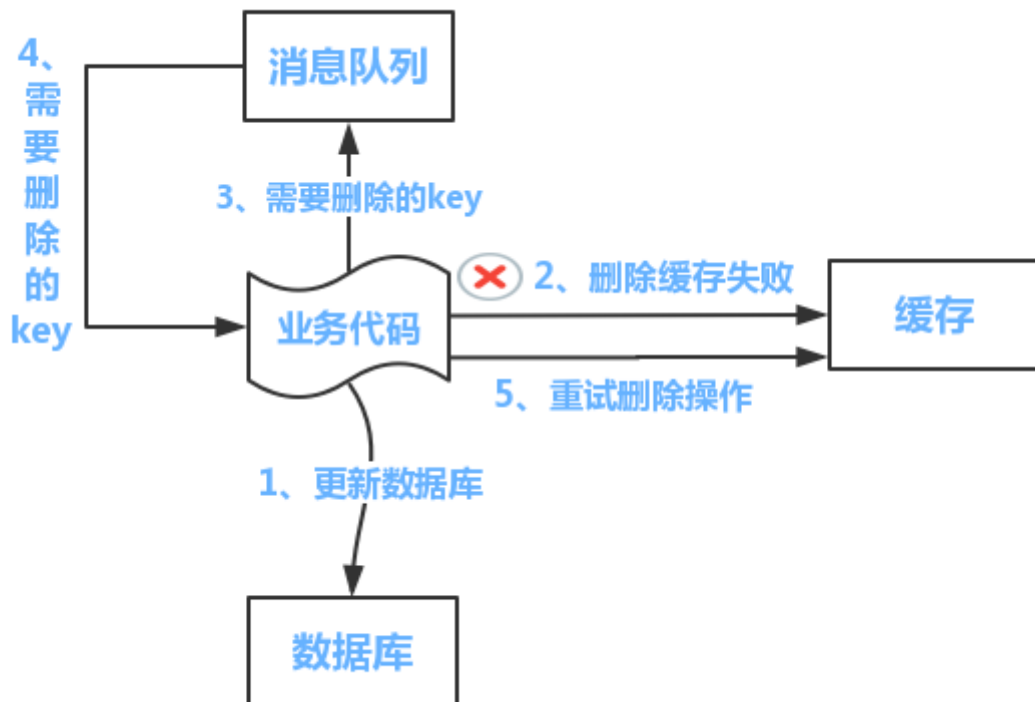 消息队列
4、
需
要
删
除
的
key
3、需要删除的key
2、删除缓存失败
业务代码
缓存
5、重试删除操作
1、更新数据库
数据库